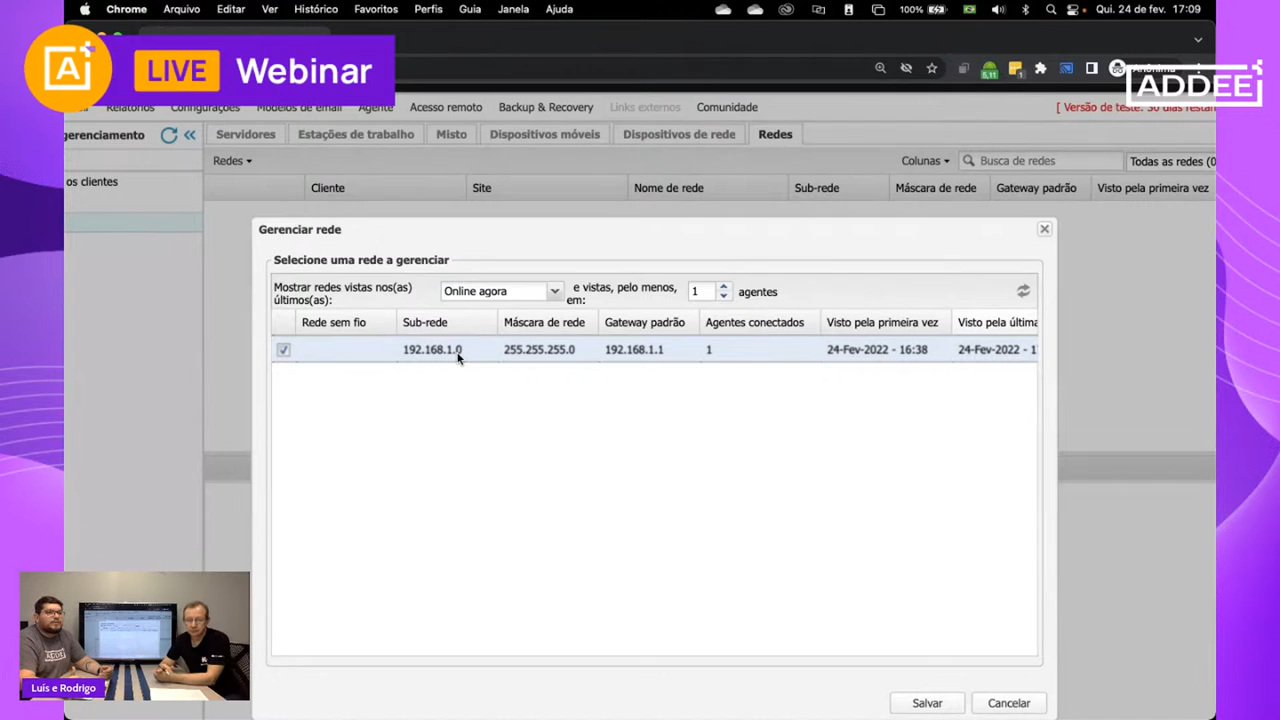 Chrome Arquivo Editar Ver Histórico Favoritos Perfis Guia Janela Ajuda 100% Qui. 24 de fev. 17:09
A LIVE Webinar
5,11 1 Anônima
ADDEE
Relatórios Configurações Modelos de email Agente Acesso remoto Backup & Recovery Links externos Comunidade [ Versão de teste: 30 dias restan
gerenciamento Servidores Estações de trabalho Misto Dispositivos móveis Dispositivos de rede Redes
Redes Colunas Busca de redes Todas as redes (0
os clientes Cliente Site Nome de rede Sub-rede Máscara de rede Gateway padrão Visto pela primeira vez
Gerenciar rede
Selecione uma rede a gerenciar
Mostrar redes vistas nos(as) últimos(as): Online agora e vistas, pelo menos, em: 1 agentes
Rede sem fio Sub-rede Máscara de rede Gateway padrão Agentes conectados Visto pela primeira vez Visto pela última
192.168.1.0 255.255.255.0 192.168.1.1 1 24-Fev-2022 - 16:38 24-Fev-2022 - 1
ADDEE
Luís e Rodrigo
Salvar Cancelar